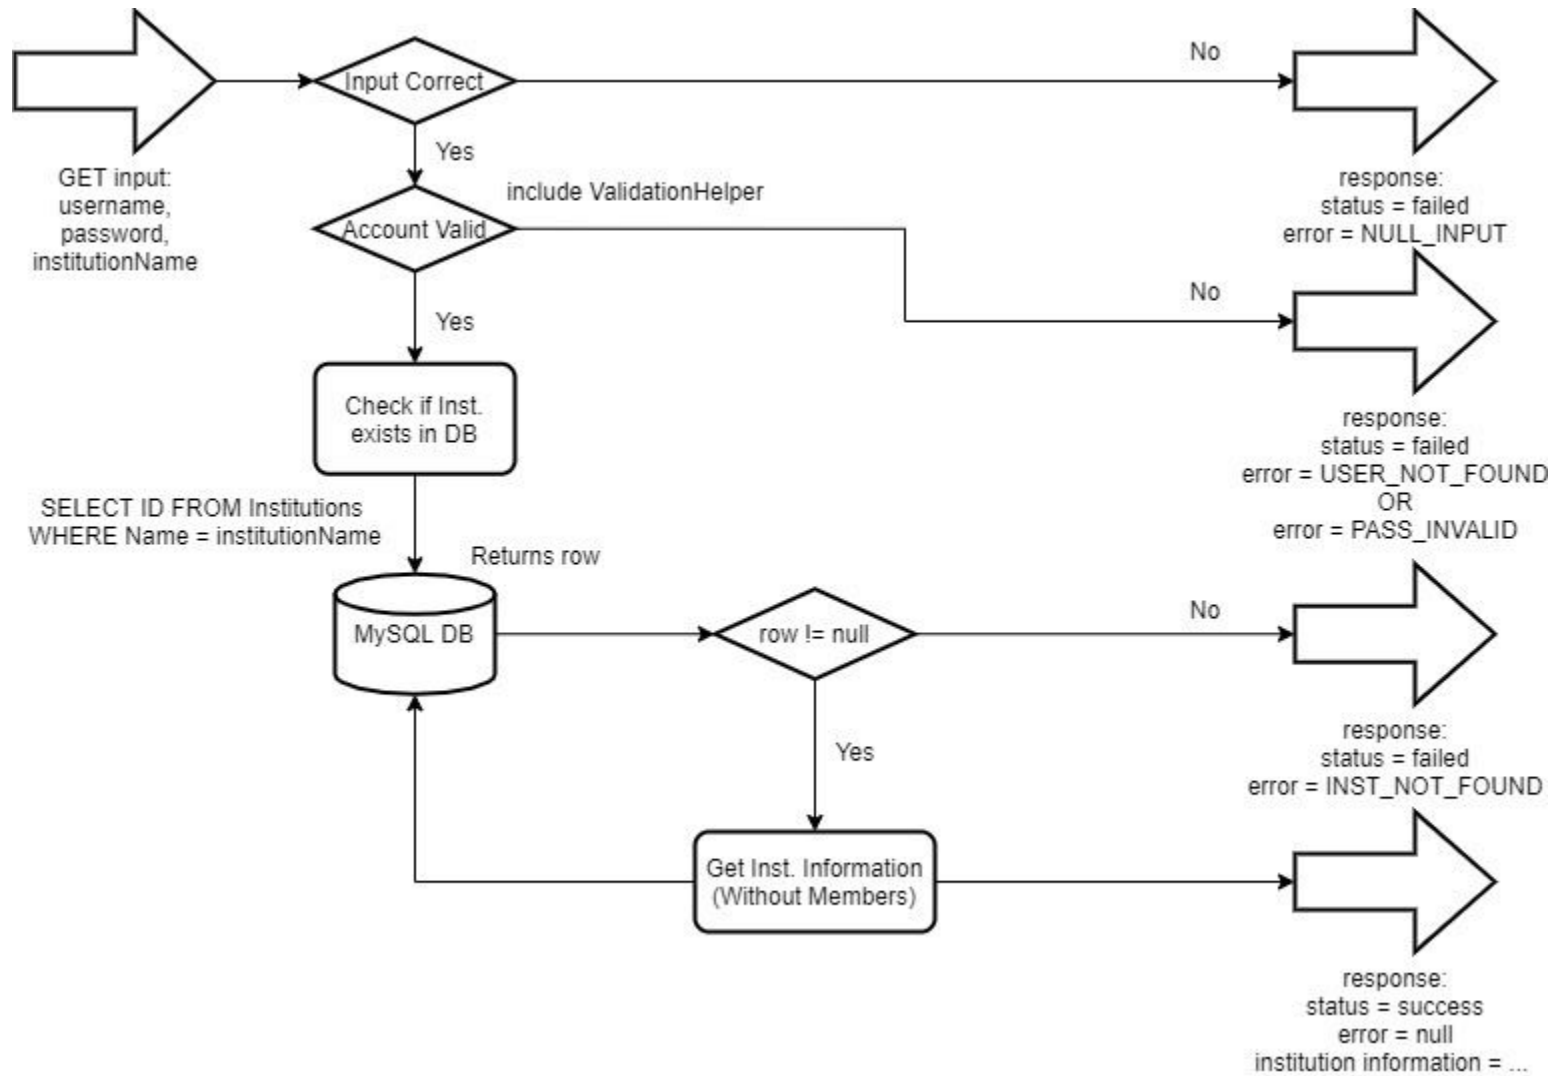 Input Correct
No
GET input:
username,
password,
institutionName
Yes
response:
status = failed
error = NULL_INPUT
include ValidationHelper
Account Valid
No
Yes
response:
status = failed
error = USER_NOT_FOUND
OR
error = PASS_INVALID
Check if Inst.
exists in DB
SELECT ID FROM Institutions
WHERE Name = institutionName
Returns row
MySQL DB
row != null
No
response:
status = failed
error = INST_NOT_FOUND
Yes
Get Inst. Information
(Without Members)
response:
status = success
error = null
institution information = ...